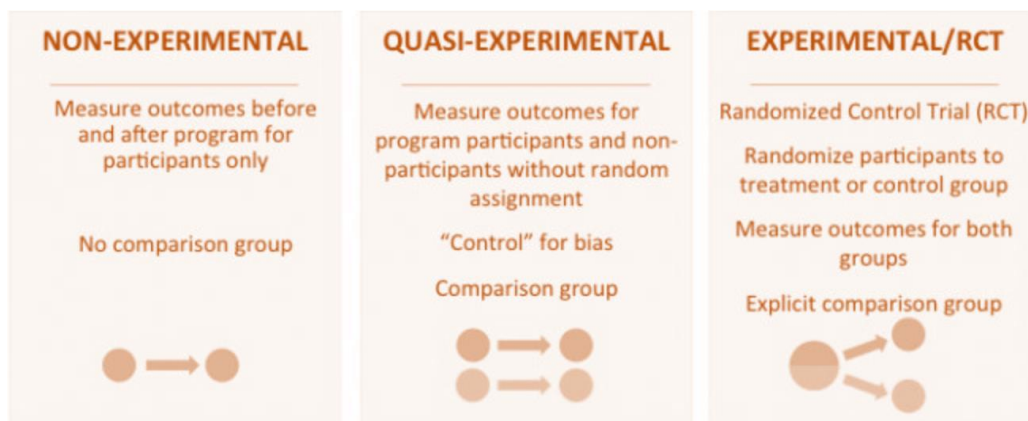 NON-EXPERIMENTAL
Measure outcomes before
and after program for
participants only
No comparison group
QUASI-EXPERIMENTAL
Measure outcomes for
program participants and non-
participants without random
assignment
“Control” for bias
Comparison group
EXPERIMENTAL/RCT
Randomized Control Trial (RCT)
Randomize participants to
treatment or control group
Measure outcomes for both
groups
Explicit comparison group